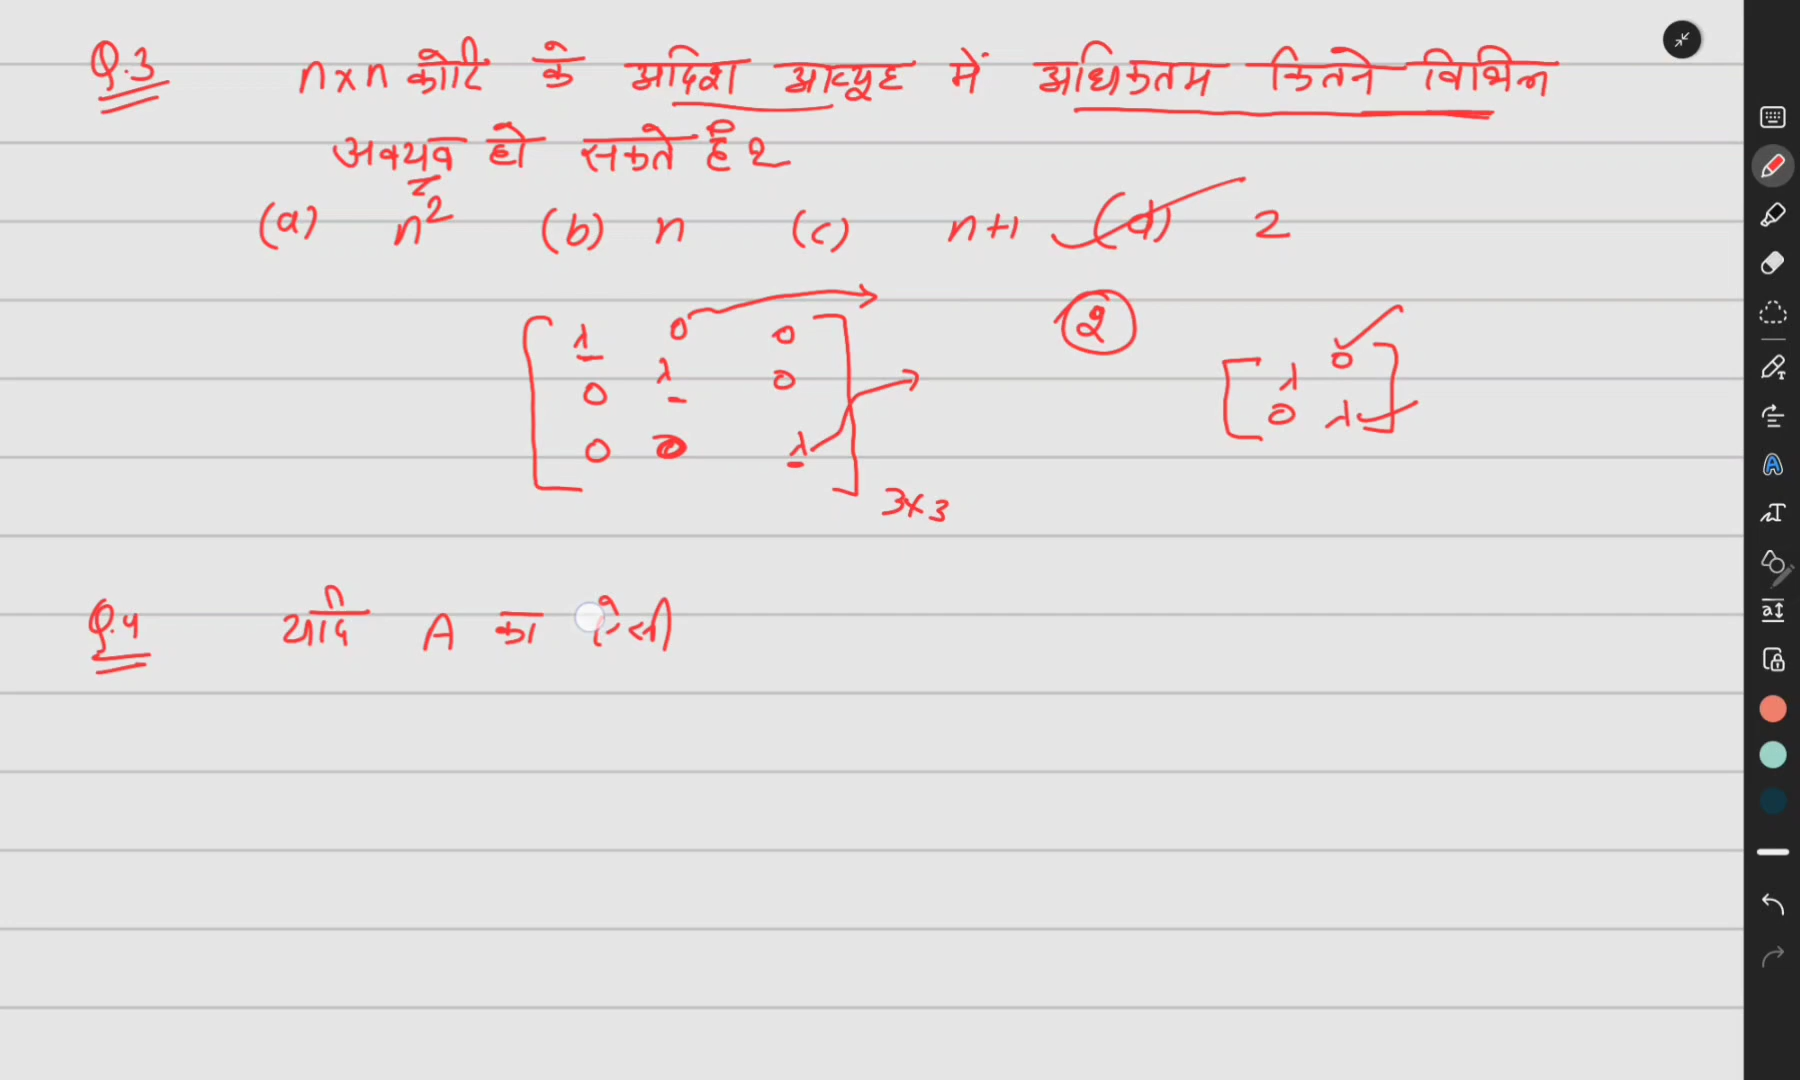 Q.3 n×n कोटि के अदिश आव्यूह में अधिकतम कितने विभिन्न
अवयव हो सकते हैं ?
(a) n² (b) n (c) n+1 (d) 2
λ 0 0
0 λ 0
0 0 λ
3×3
2
λ 0
0 λ
Q.4 यदि A का